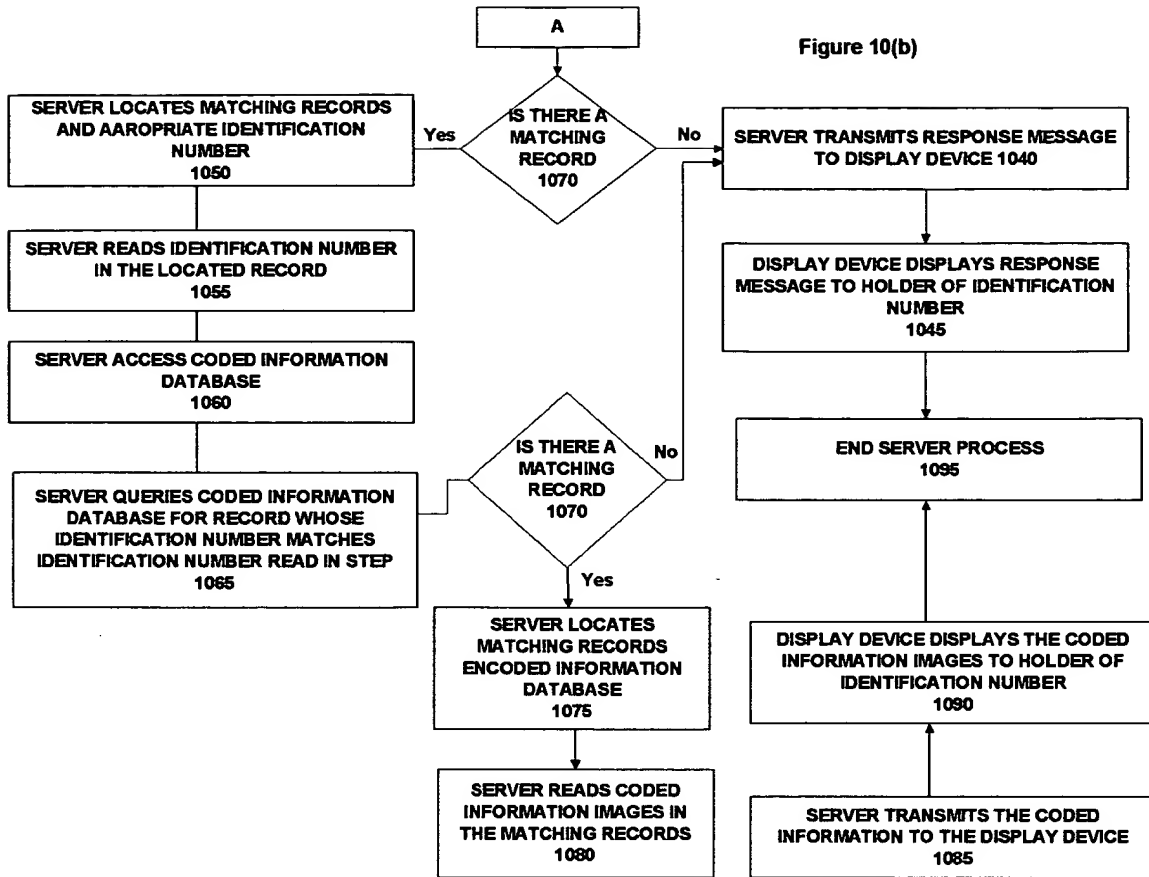 A
Figure 10(b)
IS THERE A
MATCHING
RECORD
1070
Yes
No
SERVER LOCATES MATCHING RECORDS
AND AAROPRIATE IDENTIFICATION
NUMBER
1050
SERVER TRANSMITS RESPONSE MESSAGE
TO DISPLAY DEVICE 1040
SERVER READS IDENTIFICATION NUMBER
IN THE LOCATED RECORD
1055
DISPLAY DEVICE DISPLAYS RESPONSE
MESSAGE TO HOLDER OF IDENTIFICATION
NUMBER
1045
SERVER ACCESS CODED INFORMATION
DATABASE
1060
IS THERE A
MATCHING
RECORD
1070
No
Yes
END SERVER PROCESS
1095
SERVER QUERIES CODED INFORMATION
DATABASE FOR RECORD WHOSE
IDENTIFICATION NUMBER MATCHES
IDENTIFICATION NUMBER READ IN STEP
1065
SERVER LOCATES
MATCHING RECORDS
ENCODED INFORMATION
DATABASE
1075
DISPLAY DEVICE DISPLAYS THE CODED
INFORMATION IMAGES TO HOLDER OF
IDENTIFICATION NUMBER
1090
SERVER READS CODED
INFORMATION IMAGES IN
THE MATCHING RECORDS
1080
SERVER TRANSMITS THE CODED
INFORMATION TO THE DISPLAY DEVICE
1085